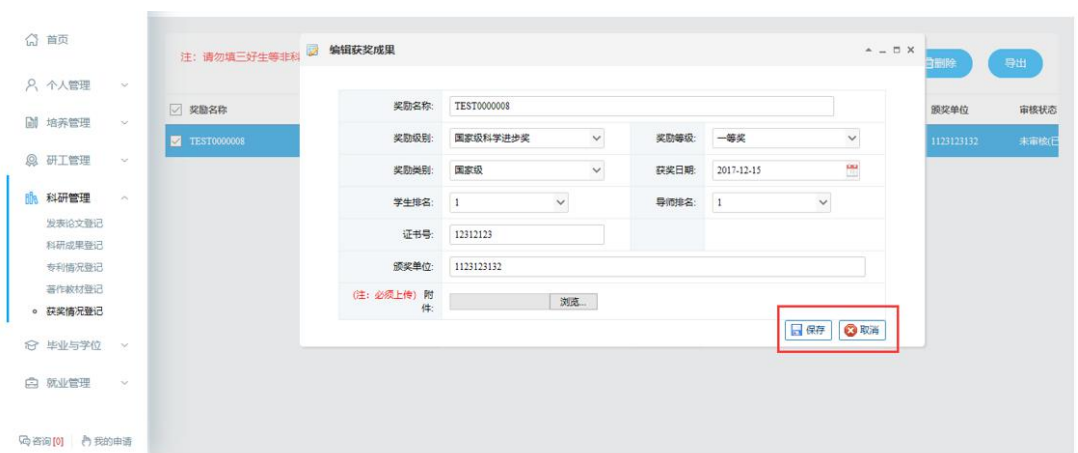 首页
个人管理
培养管理
研工管理
科研管理
发表论文登记
科研成果登记
专利情况登记
著作教材登记
获奖情况登记
毕业与学位
就业管理
咨询[0] 我的申请
注：请勿填三好生等非科
删除 导出
奖励名称 颁奖单位 审核状态
TEST0000008 1123123132 未审核(已
编辑获奖成果
奖励名称: TEST0000008
奖励级别: 国家级科学进步奖 奖励等级: 一等奖
奖励类别: 国家级 获奖日期: 2017-12-15
学生排名: 1 导师排名: 1
证书号: 12312123
颁奖单位: 1123123132
(注：必须上传) 附
件: 浏览...
保存 取消